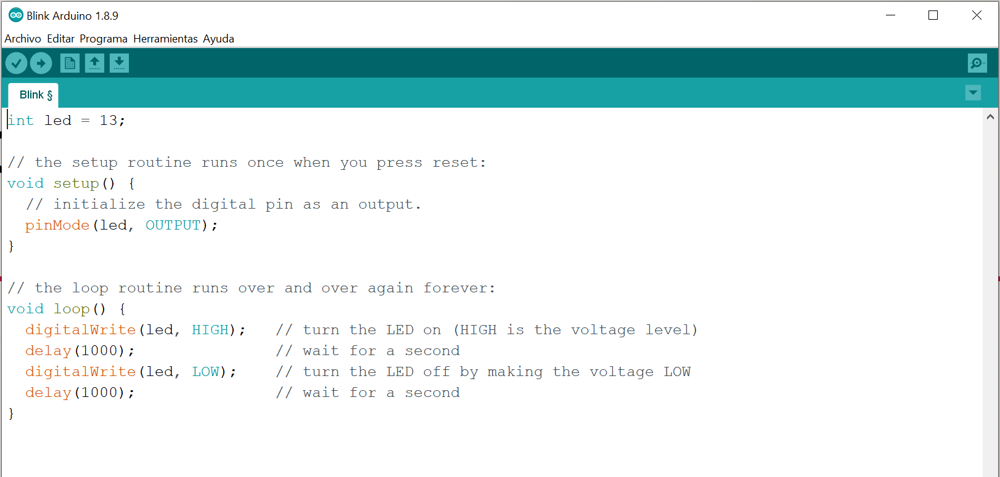 Blink Arduino 1.8.9
Archivo Editar Programa Herramientas Ayuda
Blink §
int led = 13;
// the setup routine runs once when you press reset:
void setup() {
  // initialize the digital pin as an output.
  pinMode(led, OUTPUT);
}
// the loop routine runs over and over again forever:
void loop() {
  digitalWrite(led, HIGH);   // turn the LED on (HIGH is the voltage level)
  delay(1000);               // wait for a second
  digitalWrite(led, LOW);    // turn the LED off by making the voltage LOW
  delay(1000);               // wait for a second
}